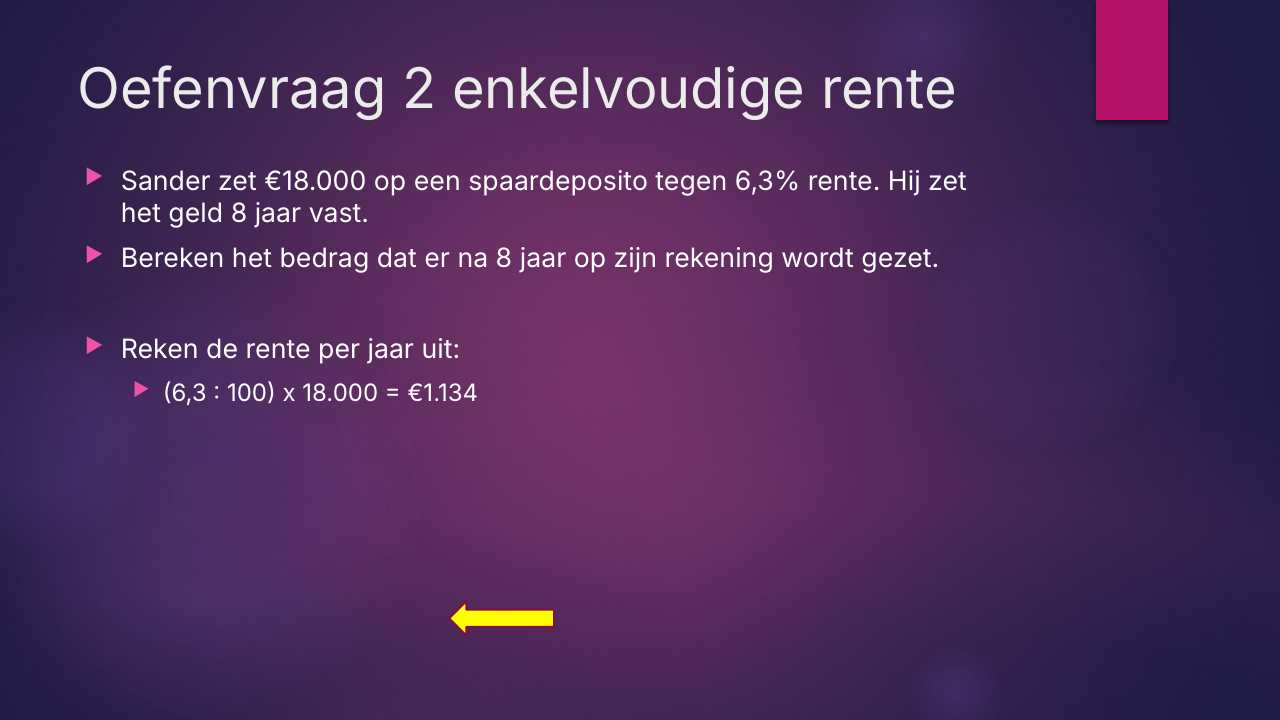 Oefenvraag 2 enkelvoudige rente
Sander zet €18.000 op een spaardeposito tegen 6,3% rente. Hij zet
het geld 8 jaar vast.
Bereken het bedrag dat er na 8 jaar op zijn rekening wordt gezet.
Reken de rente per jaar uit:
(6,3 : 100) x 18.000 = €1.134